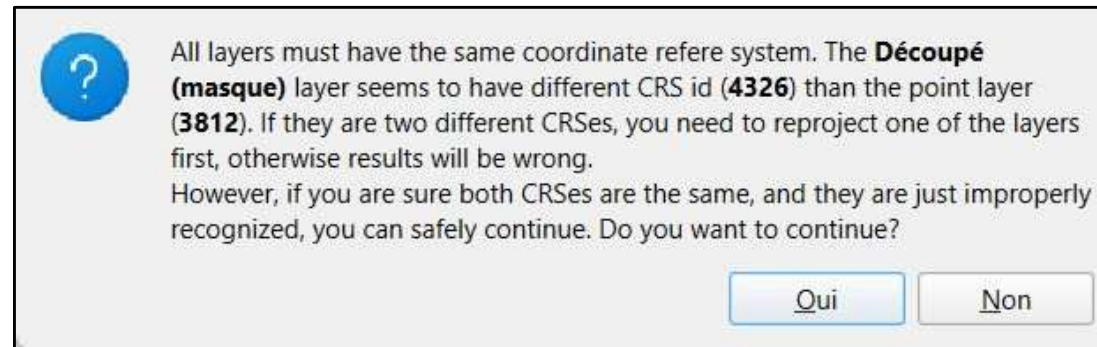 All layers must have the same coordinate refere system. The Découpé
(masque) layer seems to have different CRS id (4326) than the point layer
(3812). If they are two different CRSes, you need to reproject one of the layers
first, otherwise results will be wrong.
However, if you are sure both CRSes are the same, and they are just improperly
recognized, you can safely continue. Do you want to continue?
Oui
Non